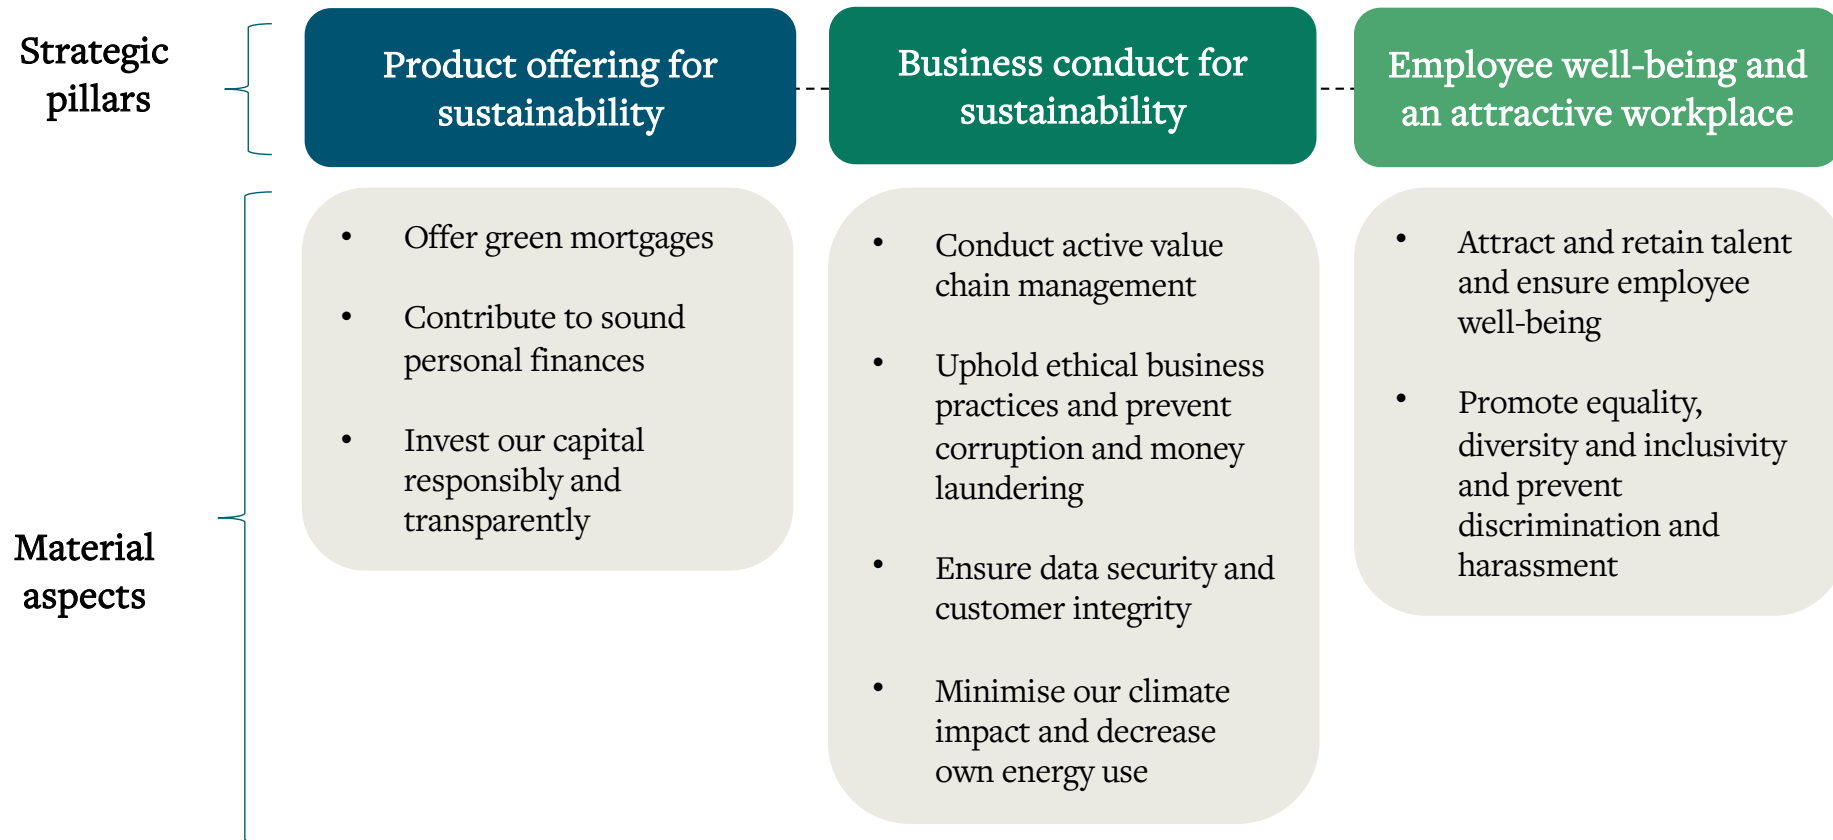 Strategic
pillars
Product offering for
sustainability
Business conduct for
sustainability
Employee well-being and
an attractive workplace
Material
aspects
• Offer green mortgages
• Contribute to sound
personal finances
• Invest our capital
responsibly and
transparently
• Conduct active value
chain management
• Uphold ethical business
practices and prevent
corruption and money
laundering
• Ensure data security and
customer integrity
• Minimise our climate
impact and decrease
own energy use
• Attract and retain talent
and ensure employee
well-being
• Promote equality,
diversity and inclusivity
and prevent
discrimination and
harassment